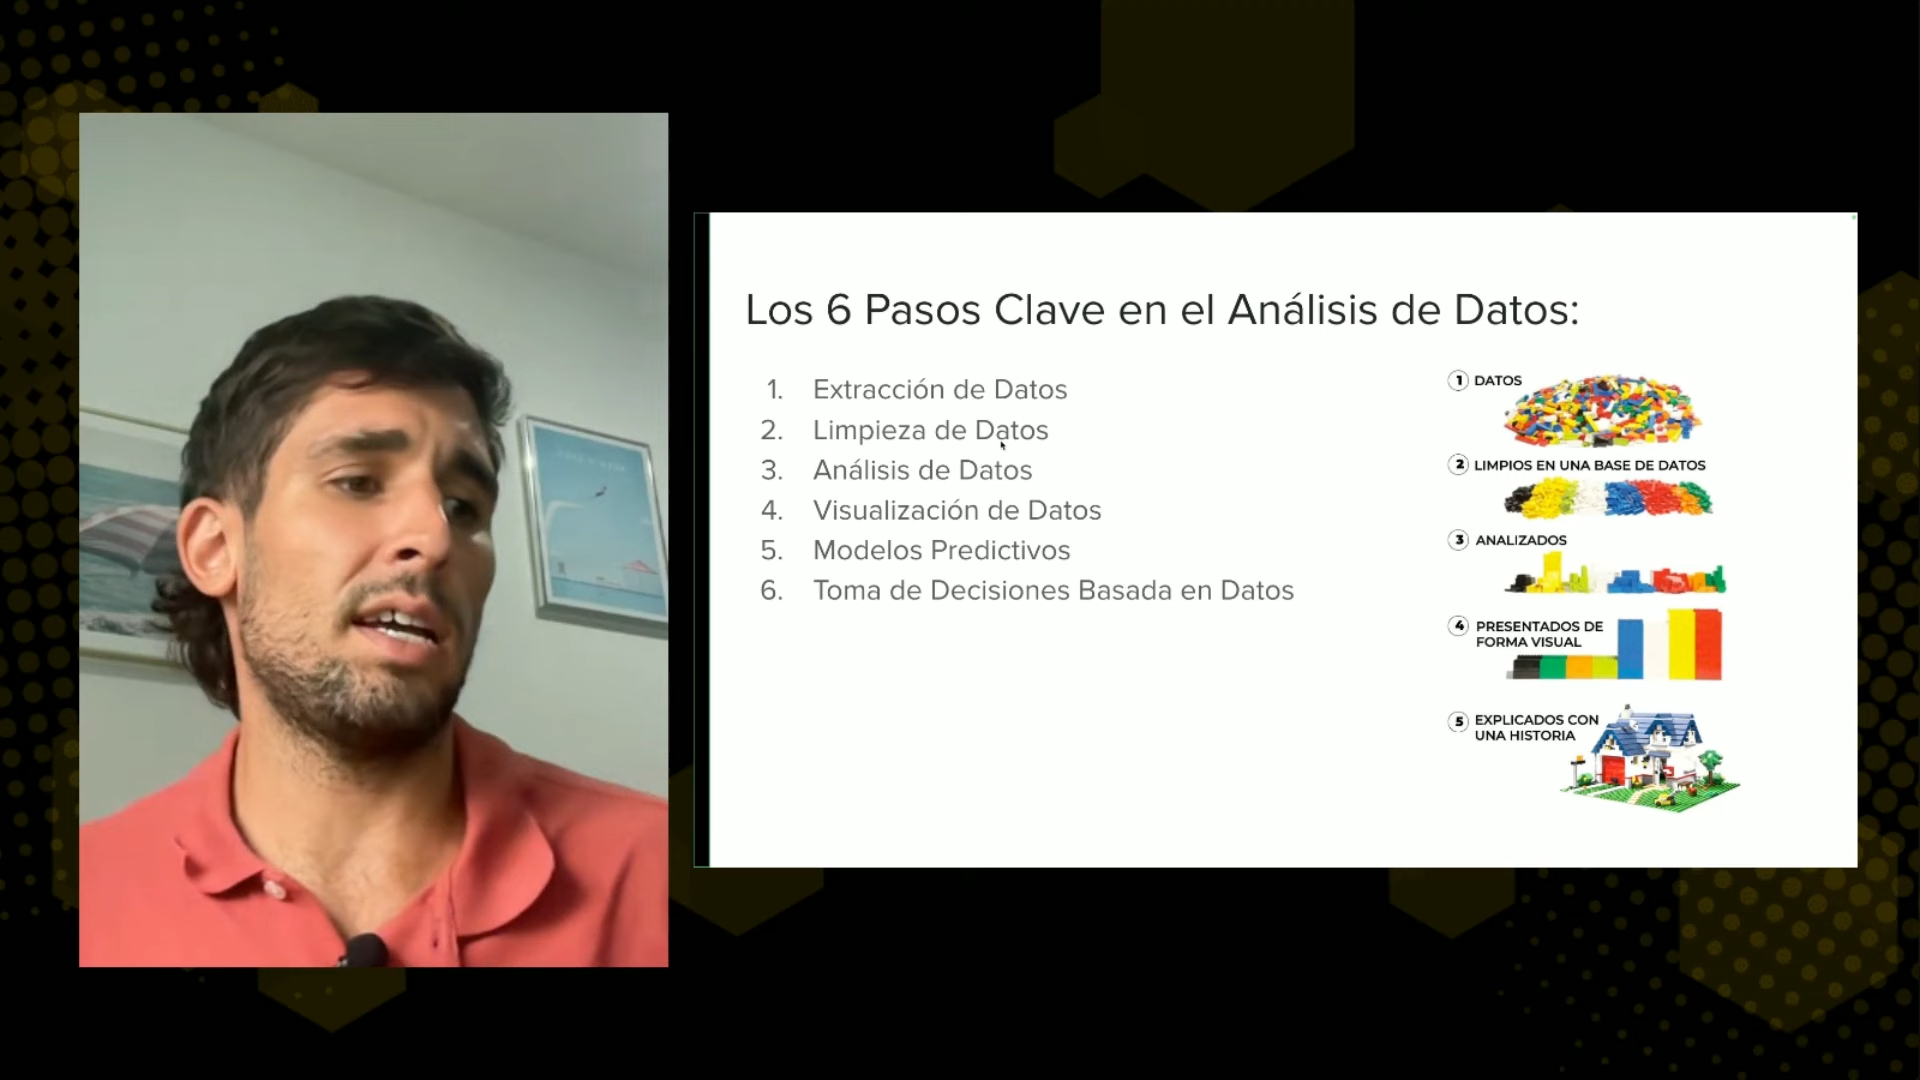 Los 6 Pasos Clave en el Análisis de Datos:
1. Extracción de Datos
2. Limpieza de Datos
3. Análisis de Datos
4. Visualización de Datos
5. Modelos Predictivos
6. Toma de Decisiones Basada en Datos
1 DATOS
2 LIMPIOS EN UNA BASE DE DATOS
3 ANALIZADOS
4 PRESENTADOS DE
FORMA VISUAL
5 EXPLICADOS CON
UNA HISTORIA